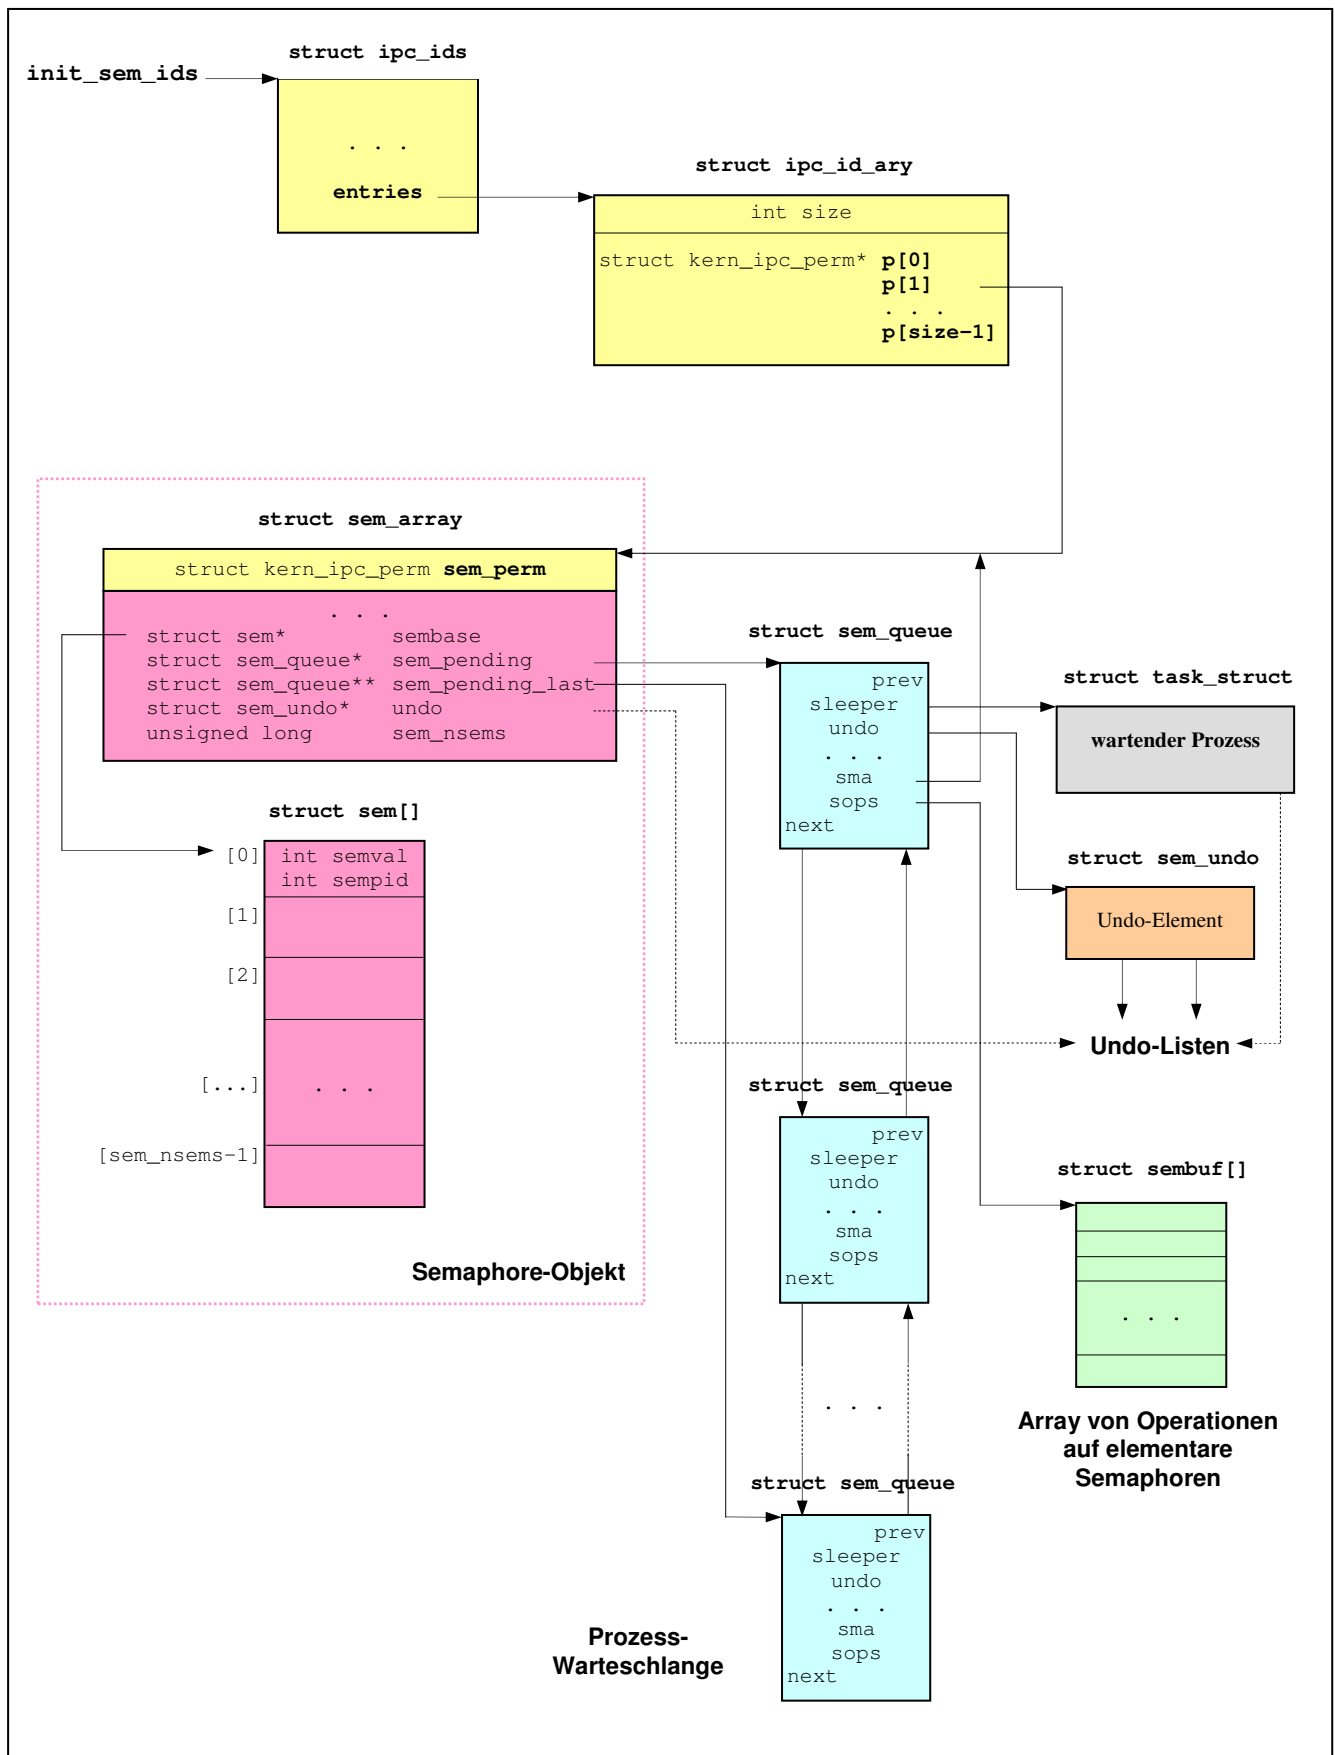 struct ipc_ids
init_sem_ids
. . .
entries
struct ipc_id_ary
int size
struct kern_ipc_perm* p[0]
p[1]
. . .
p[size-1]
struct sem_array
struct kern_ipc_perm sem_perm
. . .
struct sem* sembase
struct sem_queue* sem_pending
struct sem_queue** sem_pending_last
struct sem_undo* undo
unsigned long sem_nsems
struct sem[]
[0] int semval
int sempid
[1]
[2]
[...] . . .
[sem_nsems-1]
Semaphore-Objekt
struct sem_queue
prev
sleeper
undo
. . .
sma
sops
next
struct task_struct
wartender Prozess
struct sem_undo
Undo-Element
Undo-Listen
struct sem_queue
prev
sleeper
undo
. . .
sma
sops
next
struct sembuf[]
. . .
Array von Operationen
auf elementare
Semaphoren
. . .
struct sem_queue
prev
sleeper
undo
. . .
sma
sops
next
Prozess-
Warteschlange